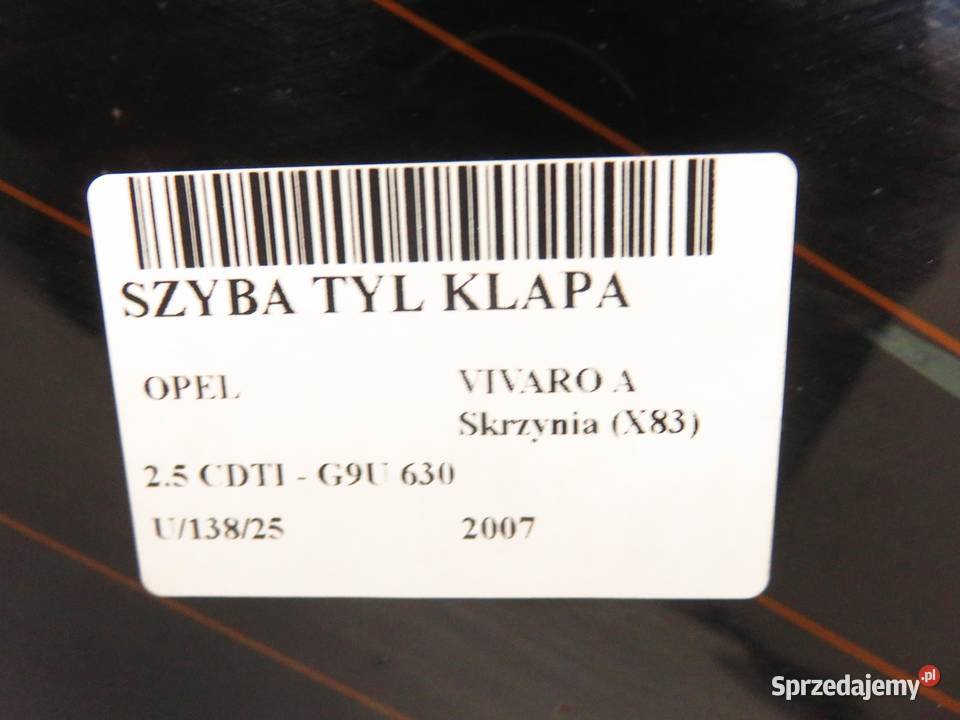 SZYBA TYL KLAPA
OPEL
VIVARO A
Skrzynia (X83)
2.5 CDTI - G9U 630
U/138/25
2007
Sprzedajemy.pl